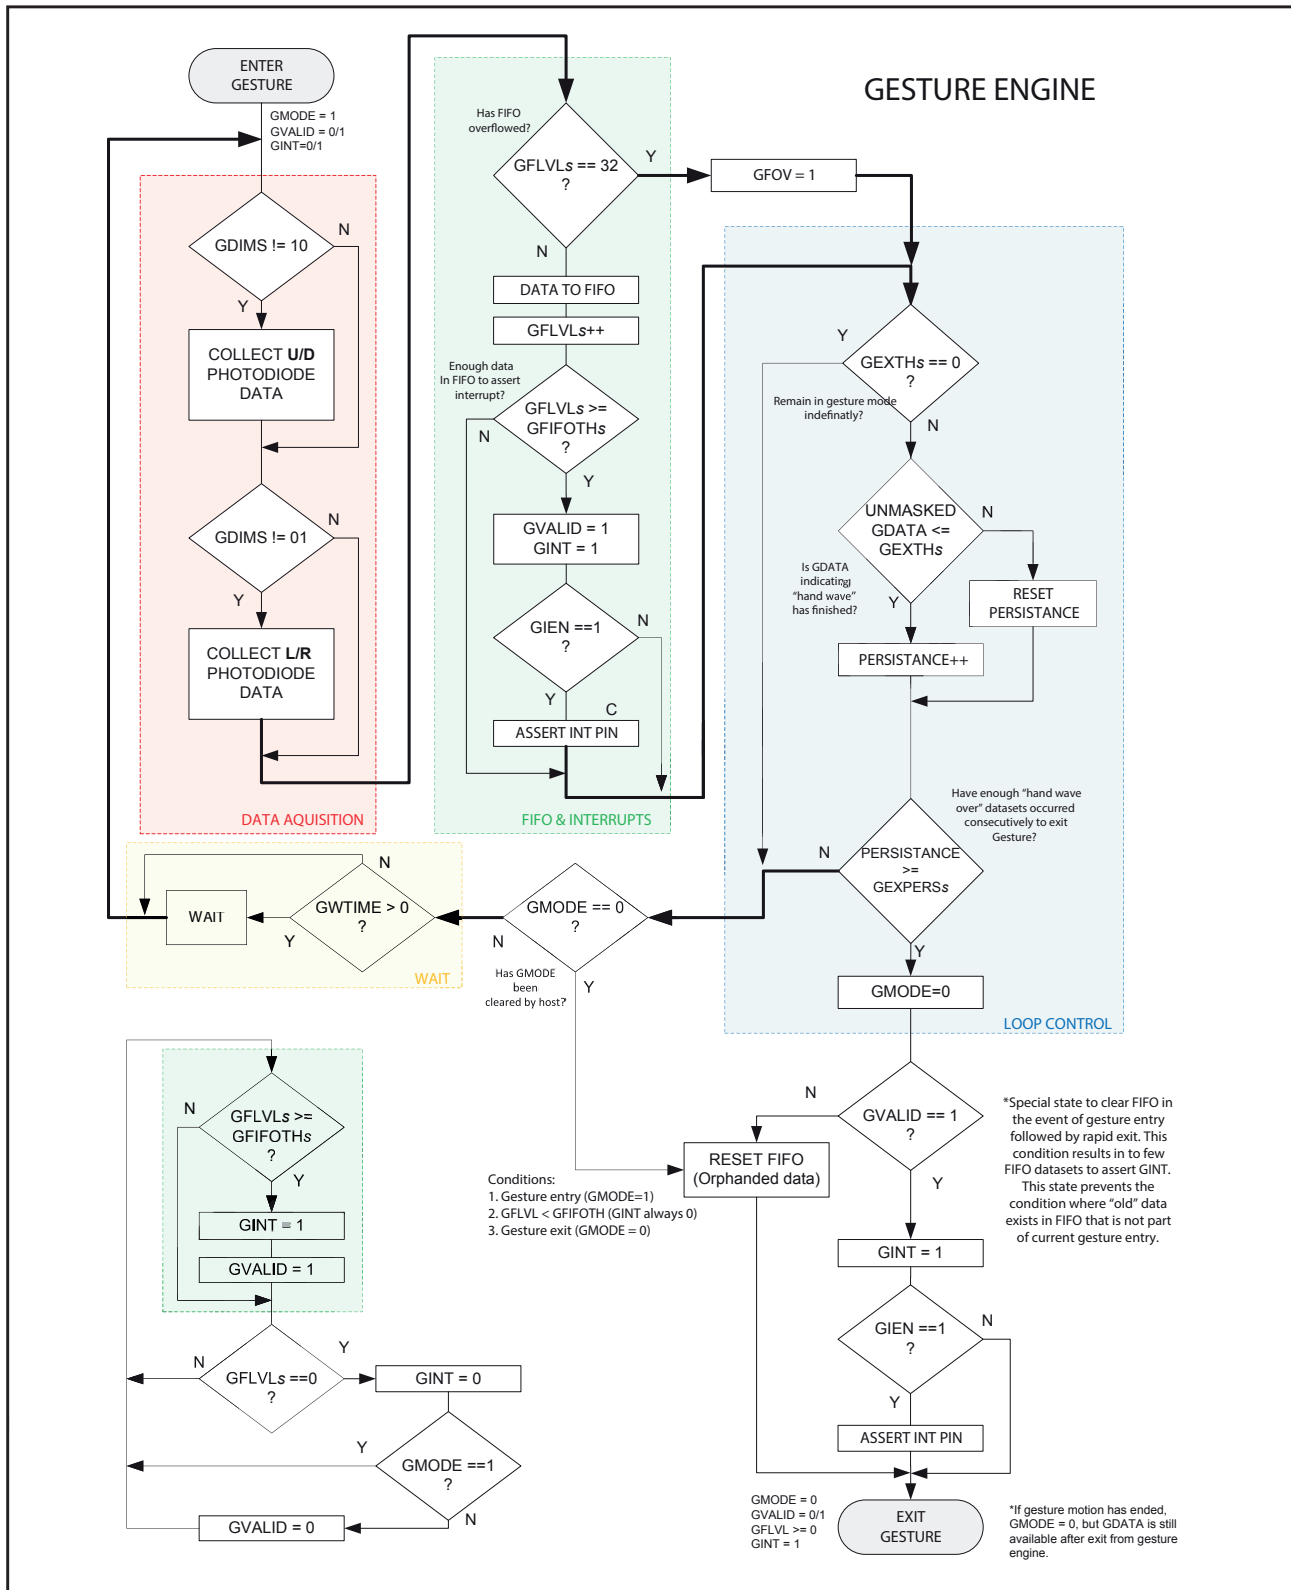 GESTURE ENGINE
ENTER
GESTURE
GMODE = 1
GVALID = 0/1
GINT=0/1
GDIMS != 10
N
Y
COLLECT U/D
PHOTODIODE
DATA
GDIMS != 01
N
Y
COLLECT L/R
PHOTODIODE
DATA
DATA AQUISITION
Has FIFO
overflowed?
GFLVLs == 32
?
Y
N
GFOV = 1
DATA TO FIFO
GFLVLs++
Enough data
In FIFO to assert
interrupt?
GFLVLs >=
GFIFOTHs
?
N
Y
GVALID = 1
GINT = 1
GIEN ==1
?
N
Y
C
ASSERT INT PIN
FIFO & INTERRUPTS
Y
GEXTHs == 0
?
Remain in gesture mode
indefinatly?
N
UNMASKED
GDATA <=
GEXTHs
N
Is GDATA
indicating
"hand wave"
has finished?
Y
RESET
PERSISTANCE
PERSISTANCE++
Have enough "hand wave
over" datasets occurred
consecutively to exit
Gesture?
N
PERSISTANCE
>=
GEXPERSs
Y
GMODE=0
LOOP CONTROL
N
WAIT
GWTIME > 0
?
Y
WAIT
GMODE == 0
?
N
Y
Has GMODE
been
cleared by host?
GFLVLs >=
GFIFOTHs
?
N
Y
GINT = 1
GVALID = 1
N
GFLVLs ==0
?
Y
GINT = 0
Y
GMODE ==1
?
N
GVALID = 0
N
GVALID == 1
?
Y
RESET FIFO
(Orphanded data)
Conditions:
1. Gesture entry (GMODE=1)
2. GFLVL < GFIFOTH (GINT always 0)
3. Gesture exit (GMODE = 0)
*Special state to clear FIFO in
the event of gesture entry
followed by rapid exit. This
condition results in to few
FIFO datasets to assert GINT.
This state prevents the
condition where "old" data
exists in FIFO that is not part
of current gesture entry.
GINT = 1
GIEN ==1
?
N
Y
ASSERT INT PIN
GMODE = 0
GVALID = 0/1
GFLVL >= 0
GINT = 1
EXIT
GESTURE
*If gesture motion has ended,
GMODE = 0, but GDATA is still
available after exit from gesture
engine.